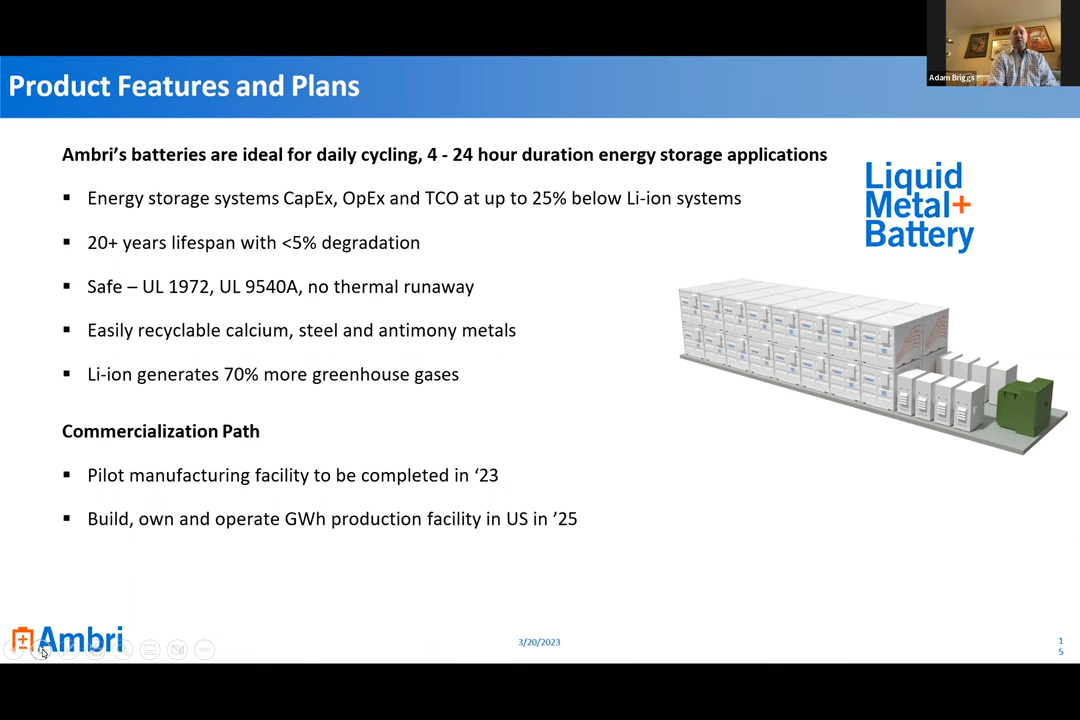 Adam Briggs
Product Features and Plans
Ambri’s batteries are ideal for daily cycling, 4 - 24 hour duration energy storage applications
▪ Energy storage systems CapEx, OpEx and TCO at up to 25% below Li-ion systems
▪ 20+ years lifespan with <5% degradation
▪ Safe – UL 1972, UL 9540A, no thermal runaway
▪ Easily recyclable calcium, steel and antimony metals
▪ Li-ion generates 70% more greenhouse gases
Liquid
Metal+
Battery
Commercialization Path
▪ Pilot manufacturing facility to be completed in ‘23
▪ Build, own and operate GWh production facility in US in ’25
Ambri
3/20/2023
1
5